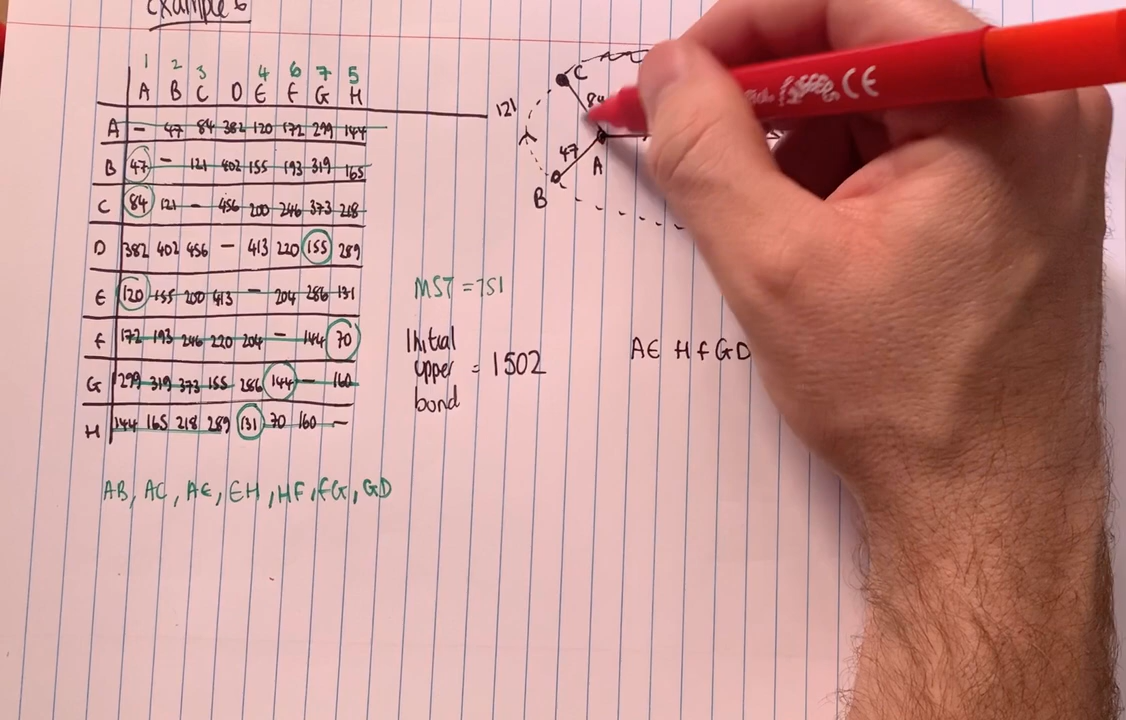 Example 6
1 2 3 4 6 7 5
A B C D E F G H
A - 47 84 382 120 172 299 144
B 47 - 121 402 155 193 319 165
C 84 121 - 456 200 246 373 218
D 382 402 456 - 413 220 155 289
E 120 155 200 413 - 204 286 131
F 172 193 246 220 204 - 144 70
G 299 319 373 155 286 144 - 160
H 144 165 218 289 131 70 160 -
AB, AC, AE, EH, HF, FG, GD
MST = 751
Initial
upper = 1502
bond
C
121
84
47
A
B
AE H F G D
CE